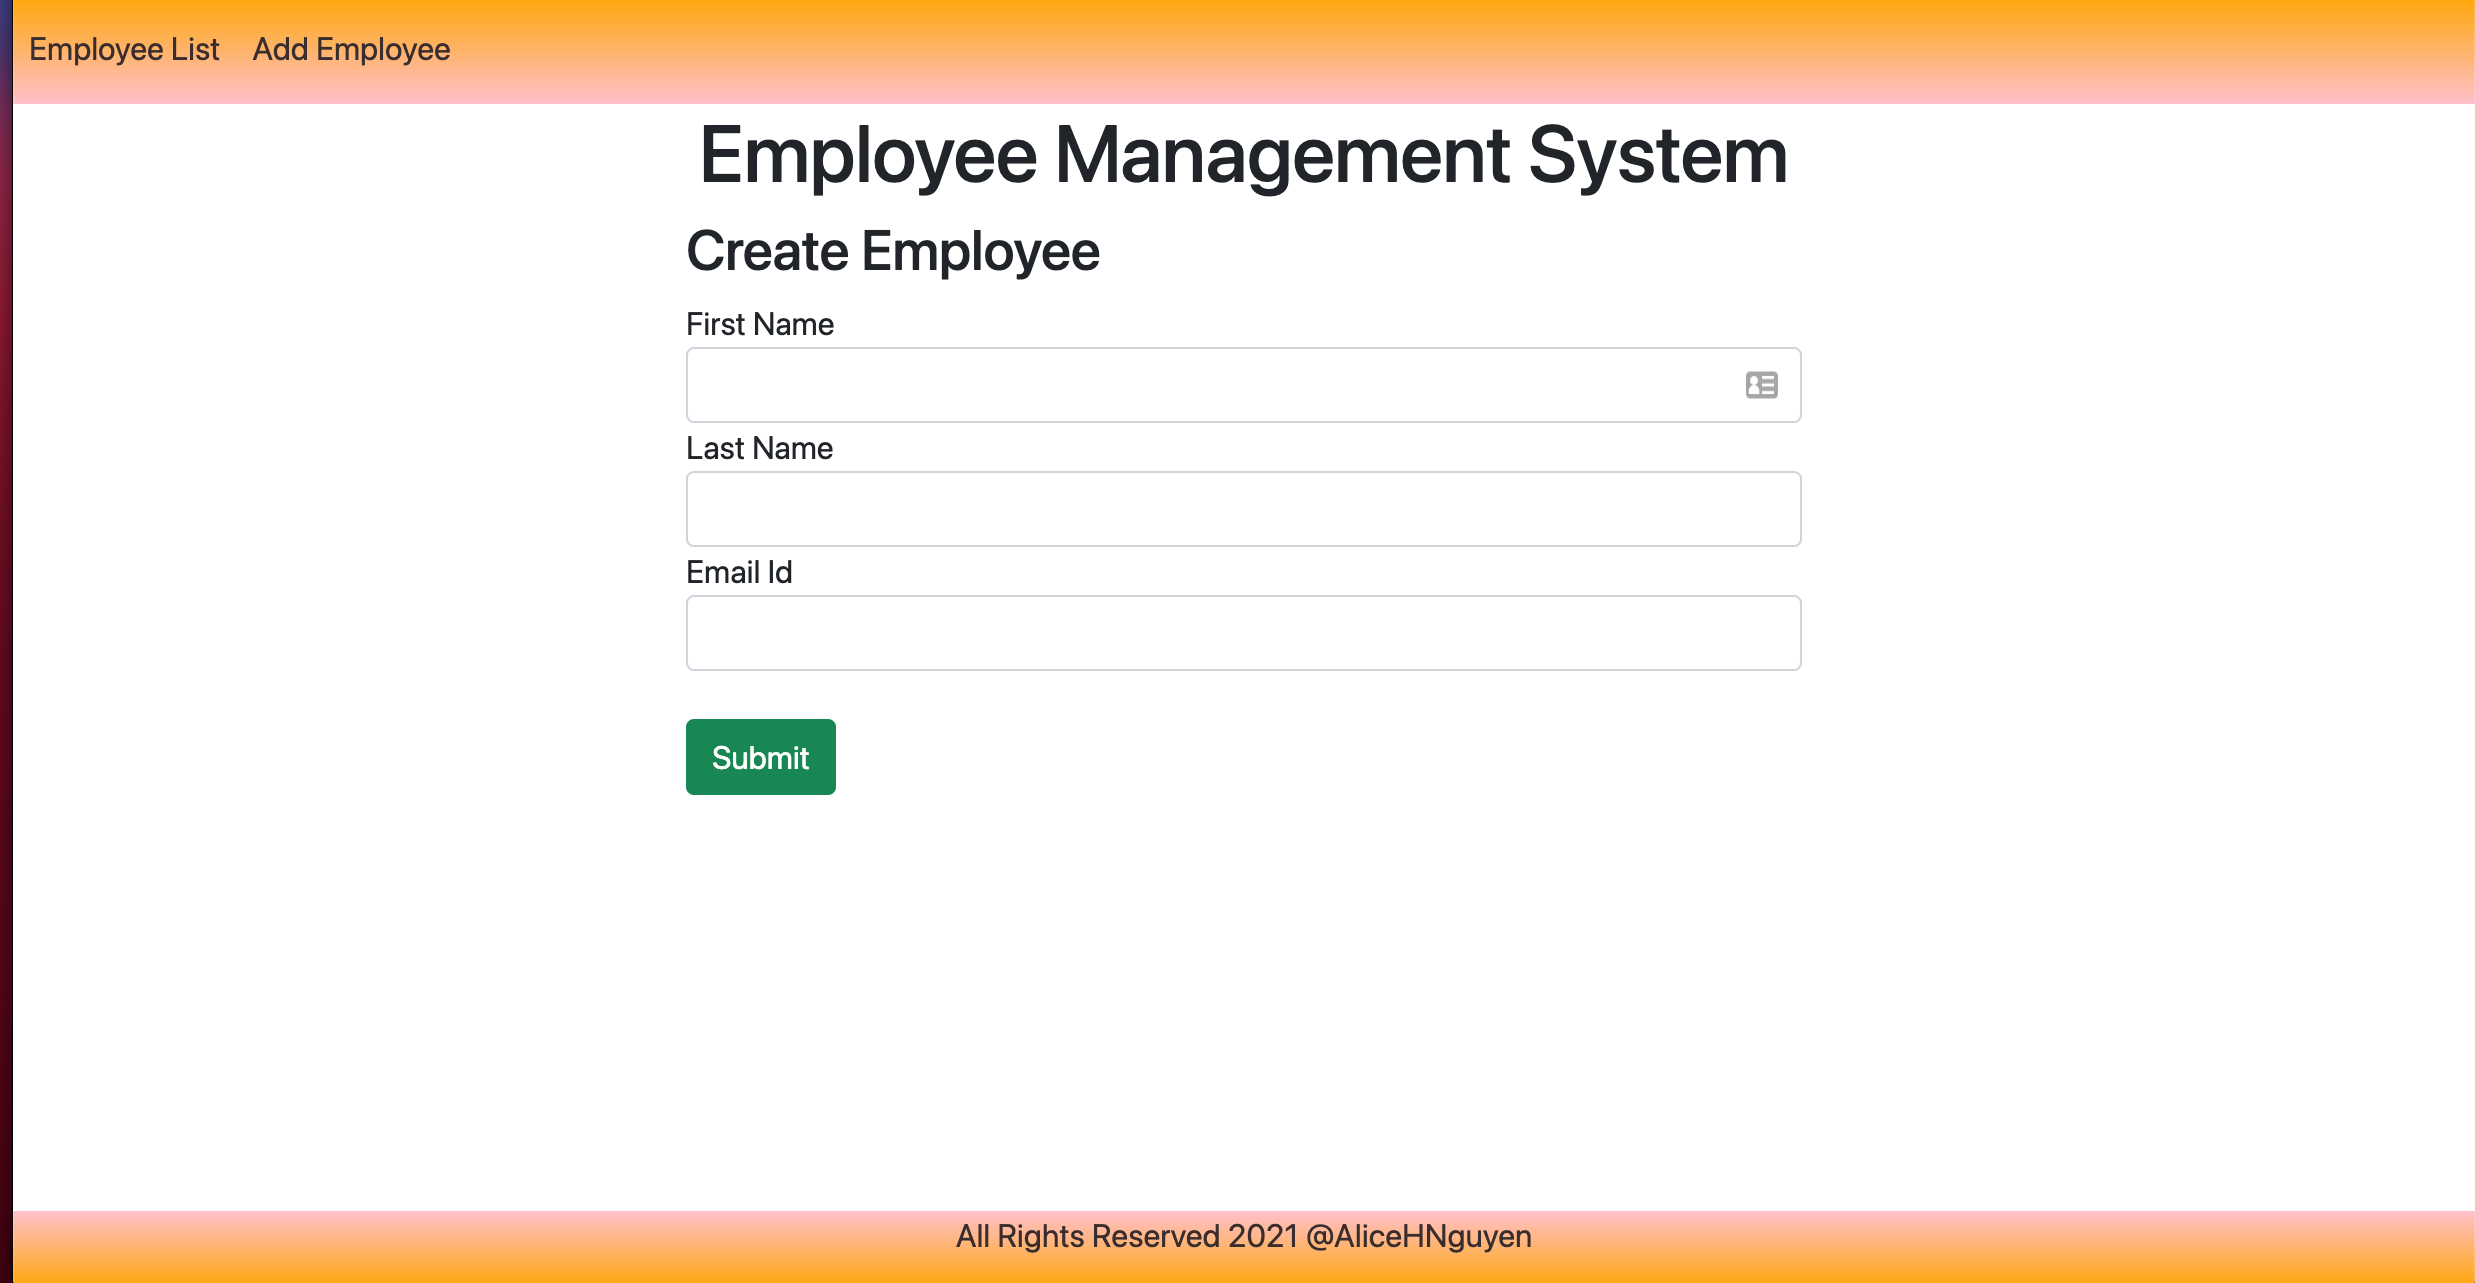 Employee List Add Employee
Employee Management System
Create Employee
First Name
Last Name
Email Id
Submit
All Rights Reserved 2021 @AliceHNguyen